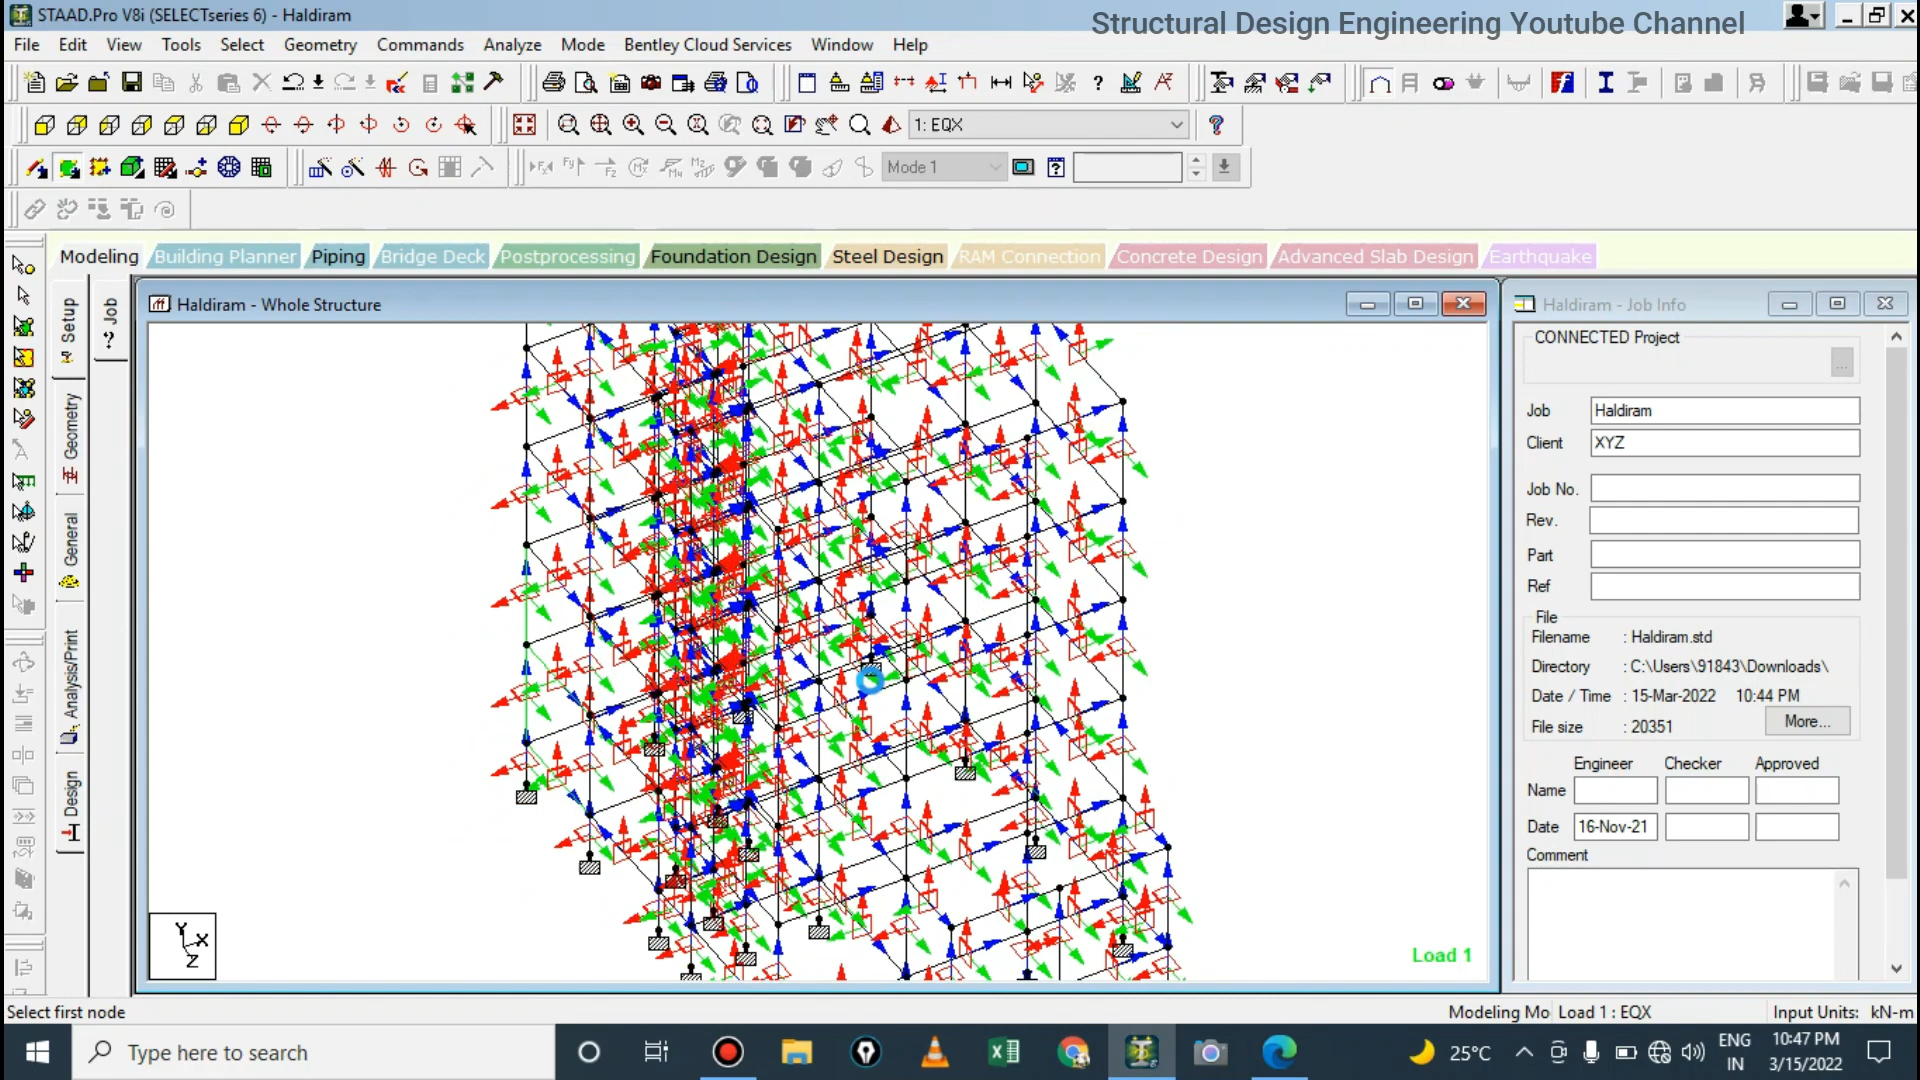 STAAD.Pro V8i (SELECTseries 6) - Haldiram
Structural Design Engineering Youtube Channel
File Edit View Tools Select Geometry Commands Analyze Mode Bentley Cloud Services Window Help
1: EQX
Mode 1
Modeling Building Planner Piping Bridge Deck Postprocessing Foundation Design Steel Design RAM Connection Concrete Design Advanced Slab Design Earthquake
Setup
Geometry
General
Analysis/Print
Design
Job
Haldiram - Whole Structure
Y
X
Z
Load 1
Haldiram - Job Info
CONNECTED Project
...
Job Haldiram
Client XYZ
Job No.
Rev.
Part
Ref
File
Filename : Haldiram.std
Directory : C:\Users\91843\Downloads\
Date / Time : 15-Mar-2022 10:44 PM
File size : 20351 More...
Engineer Checker Approved
Name
Date 16-Nov-21
Comment
Select first node
Modeling Mo Load 1 : EQX Input Units: kN-m
Type here to search
25°C
ENG
IN
10:47 PM
3/15/2022